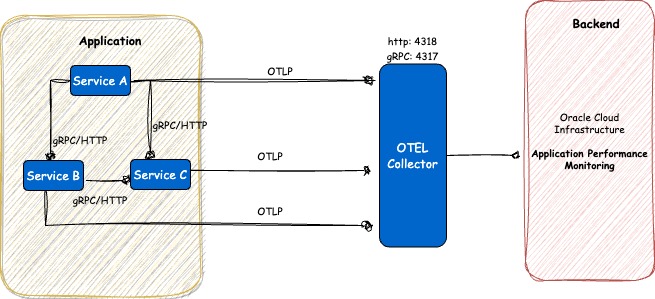 Application
Service A
gRPC/HTTP
gRPC/HTTP
Service B
Service C
gRPC/HTTP
OTLP
OTLP
OTLP
http: 4318
gRPC: 4317
OTEL
Collector
Backend
Oracle Cloud
Infrastructure
Application Performance
Monitoring